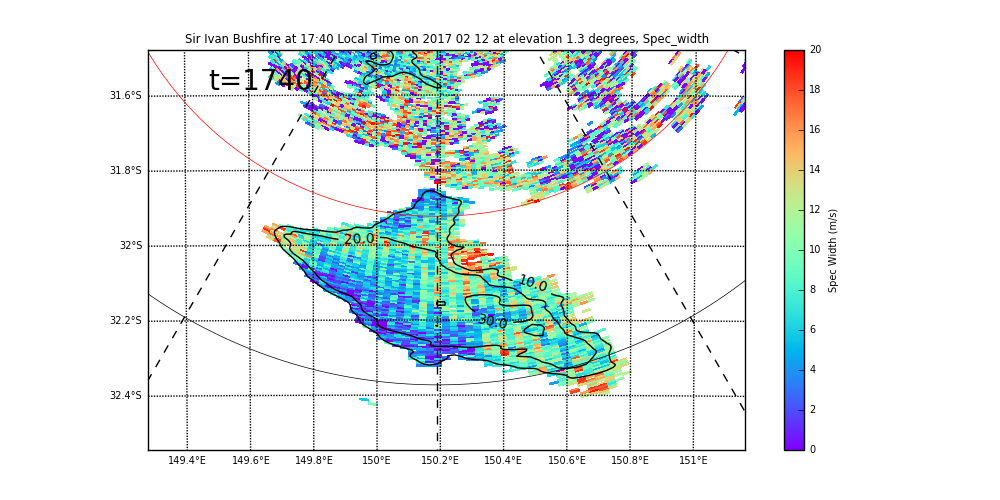 Sir Ivan Bushfire at 17:40 Local Time on 2017 02 12 at elevation 1.3 degrees, Spec_width
t=1740
31.6°S
31.8°S
32°S
32.2°S
32.4°S
20.0
10.0
30.0
149.4°E 149.6°E 149.8°E 150°E 150.2°E 150.4°E 150.6°E 150.8°E 151°E
20
18
16
14
12
10
8
6
4
2
0
Spec Width (m/s)